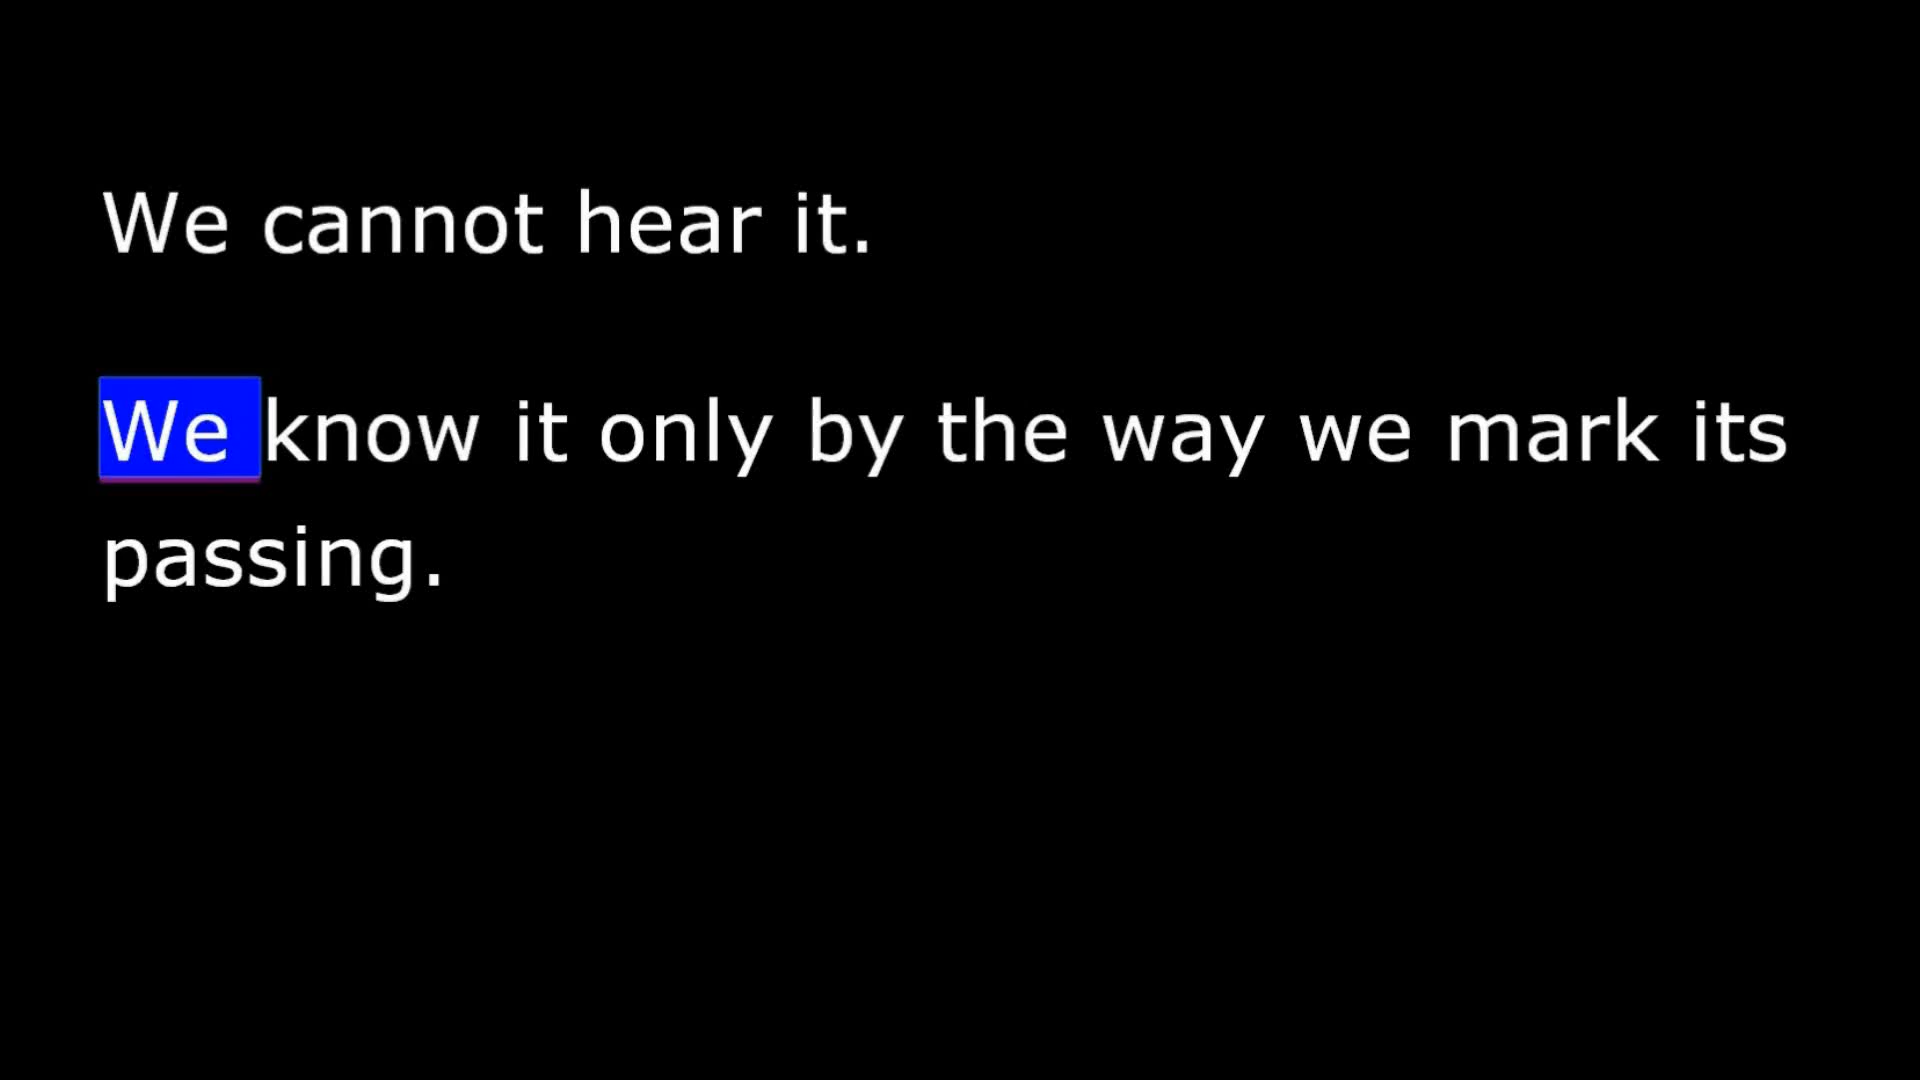 We cannot hear it.
We know it only by the way we mark its
passing.